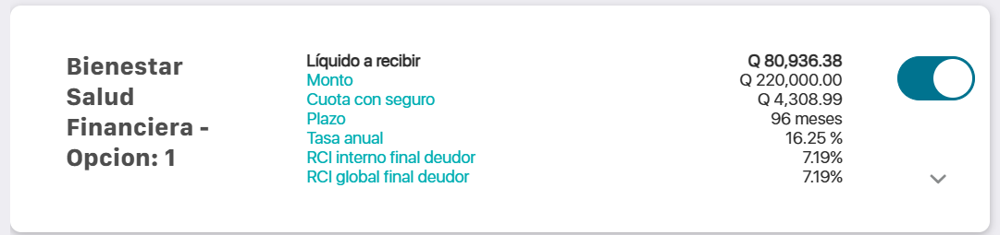 Bienestar
Salud
Financiera -
Opcion: 1
Líquido a recibir Q 80,936.38
Monto Q 220,000.00
Cuota con seguro Q 4,308.99
Plazo 96 meses
Tasa anual 16.25 %
RCI interno final deudor 7.19%
RCI global final deudor 7.19%